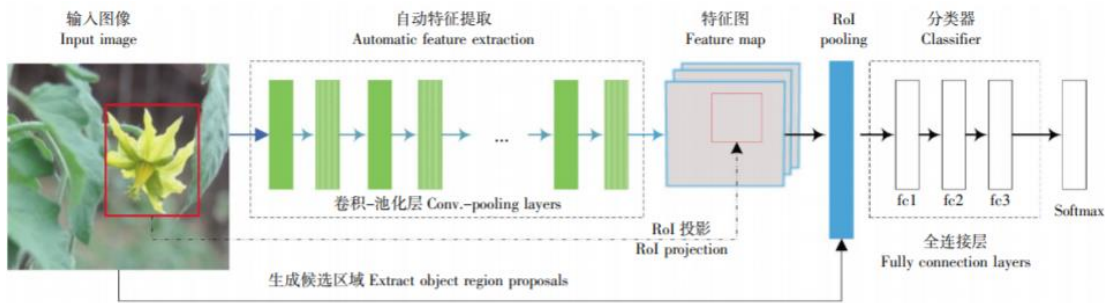 输入图像
Input image
自动特征提取
Automatic feature extraction
特征图
Feature map
RoI
pooling
分类器
Classifier
...
卷积-池化层 Conv.-pooling layers
fc1
fc2
fc3
Softmax
RoI 投影
RoI projection
全连接层
Fully connection layers
生成候选区域 Extract object region proposals